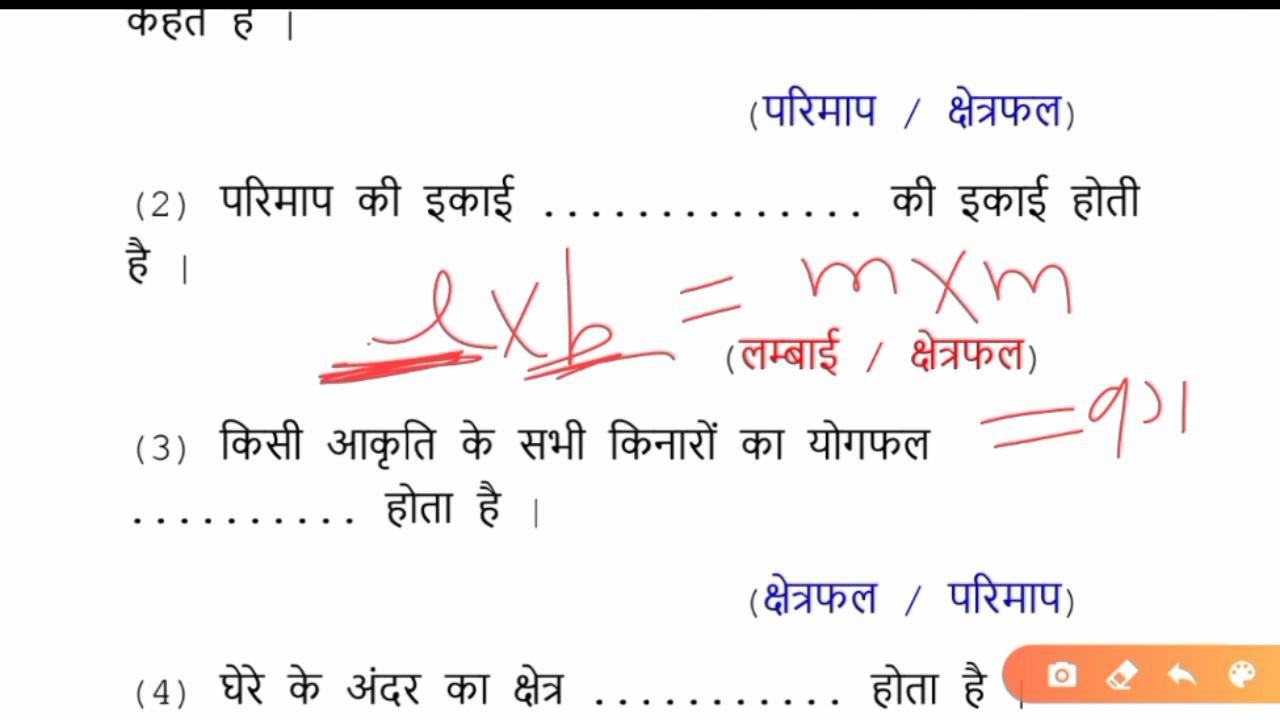 कहते है |
(परिमाप / क्षेत्रफल)
(2) परिमाप की इकाई .............. की इकाई होती
है |
l×b = m×m
(लम्बाई / क्षेत्रफल)
(3) किसी आकृति के सभी किनारों का योगफल
.......... होता है |
(क्षेत्रफल / परिमाप)
(4) घेरे के अंदर का क्षेत्र ........... होता है |